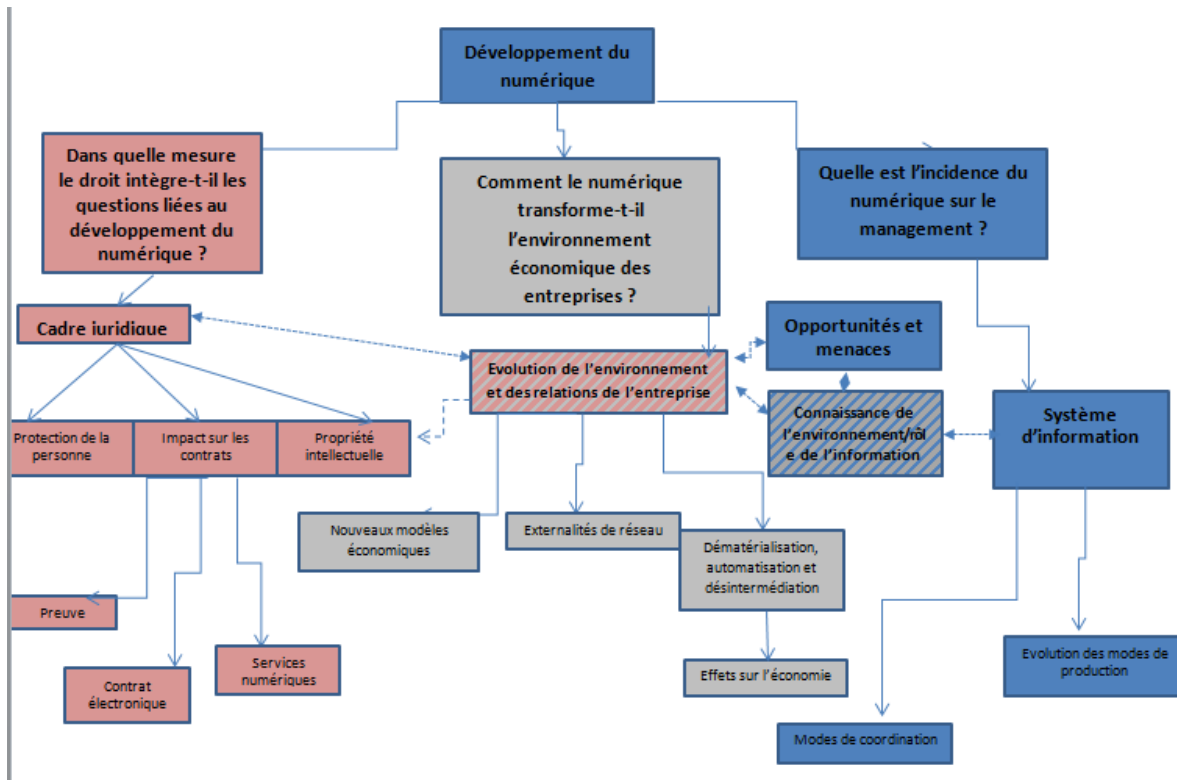 Développement du
numérique
Dans quelle mesure
le droit intègre-t-il les
questions liées au
développement du
numérique ?
Comment le numérique
transforme-t-il
l'environnement
économique des
entreprises ?
Quelle est l'incidence du
numérique sur le
management ?
Cadre juridique
Evolution de l'environnement
et des relations de l'entreprise
Opportunités et
menaces
Connaissance de
l'environnement/rôl
e de l'information
Système
d'information
Protection de la
personne
Impact sur les
contrats
Propriété
intellectuelle
Nouveaux modèles
économiques
Externalités de réseau
Dématérialisation,
automatisation et
désintermédiation
Preuve
Contrat
électronique
Services
numériques
Effets sur l'économie
Modes de coordination
Evolution des modes de
production